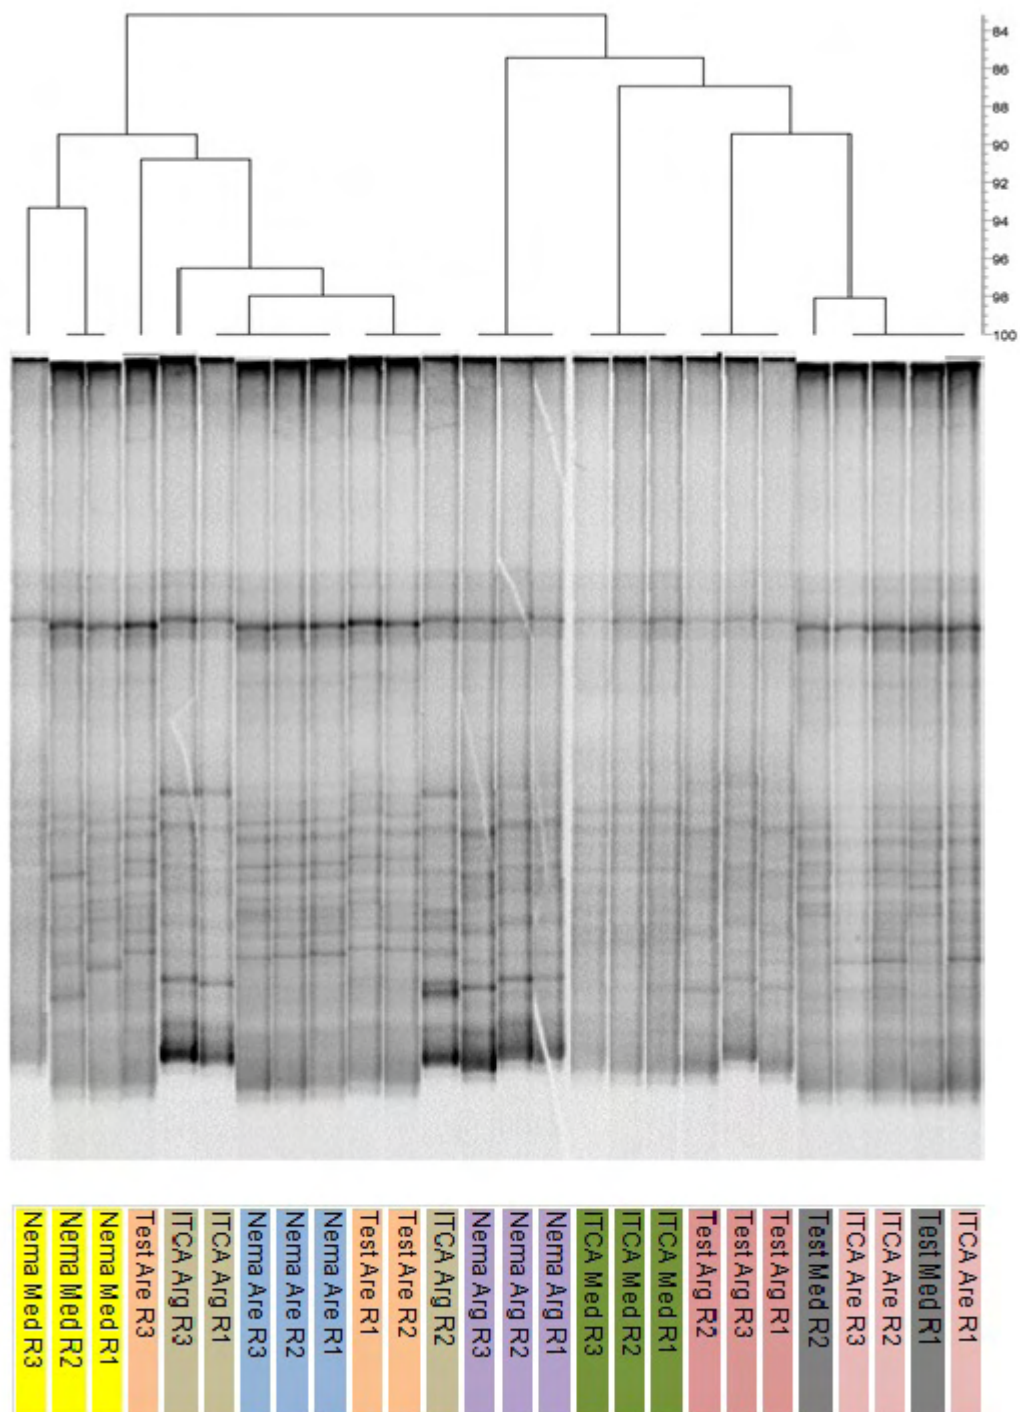 84
86
88
90
92
94
96
98
100
Nema Med R3
Nema Med R2
Nema Med R1
Test Are R3
ITCA Arg R3
ITCA Arg R1
Nema Are R3
Nema Are R2
Nema Are R1
Test Are R1
Test Are R2
ITCA Arg R2
Nema Arg R3
Nema Arg R2
Nema Arg R1
ITCA Med R3
ITCA Med R2
ITCA Med R1
Test Arg R2
Test Arg R3
Test Arg R1
Test Med R2
ITCA Are R3
ITCA Are R2
Test Med R1
ITCA Are R1